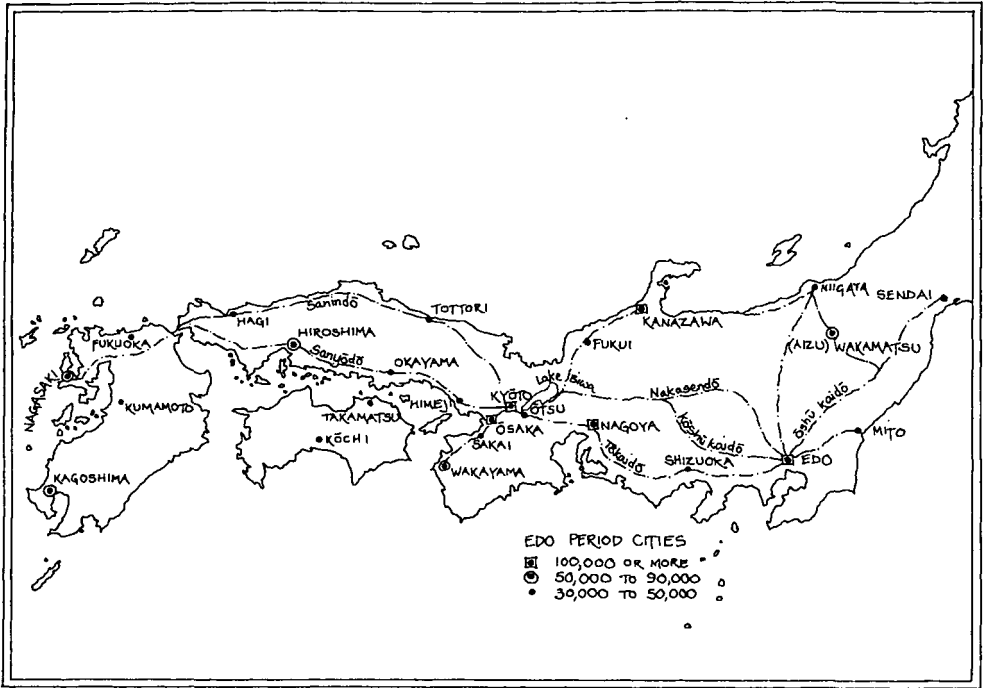 NIIGATA
SENDAI
KANAZAWA
(AIZU) WAKAMATSU
HAGI
Sanindō
TOTTORI
HIROSHIMA
FUKUOKA
FUKUI
Sanyōdō
OKAYAMA
Lake Biwa
Nakasendō
Ōshū Kaidō
NAGASAKI
KUMAMOTO
TAKAMATSU
HIMEJI
KYŌTO
ŌTSU
ŌSAKA
NAGOYA
Kōshū Kaidō
MITO
KŌCHI
SAKAI
Tōkaidō
SHIZUOKA
EDO
WAKAYAMA
KAGOSHIMA
EDO PERIOD CITIES
100,000 OR MORE
50,000 TO 90,000
30,000 TO 50,000